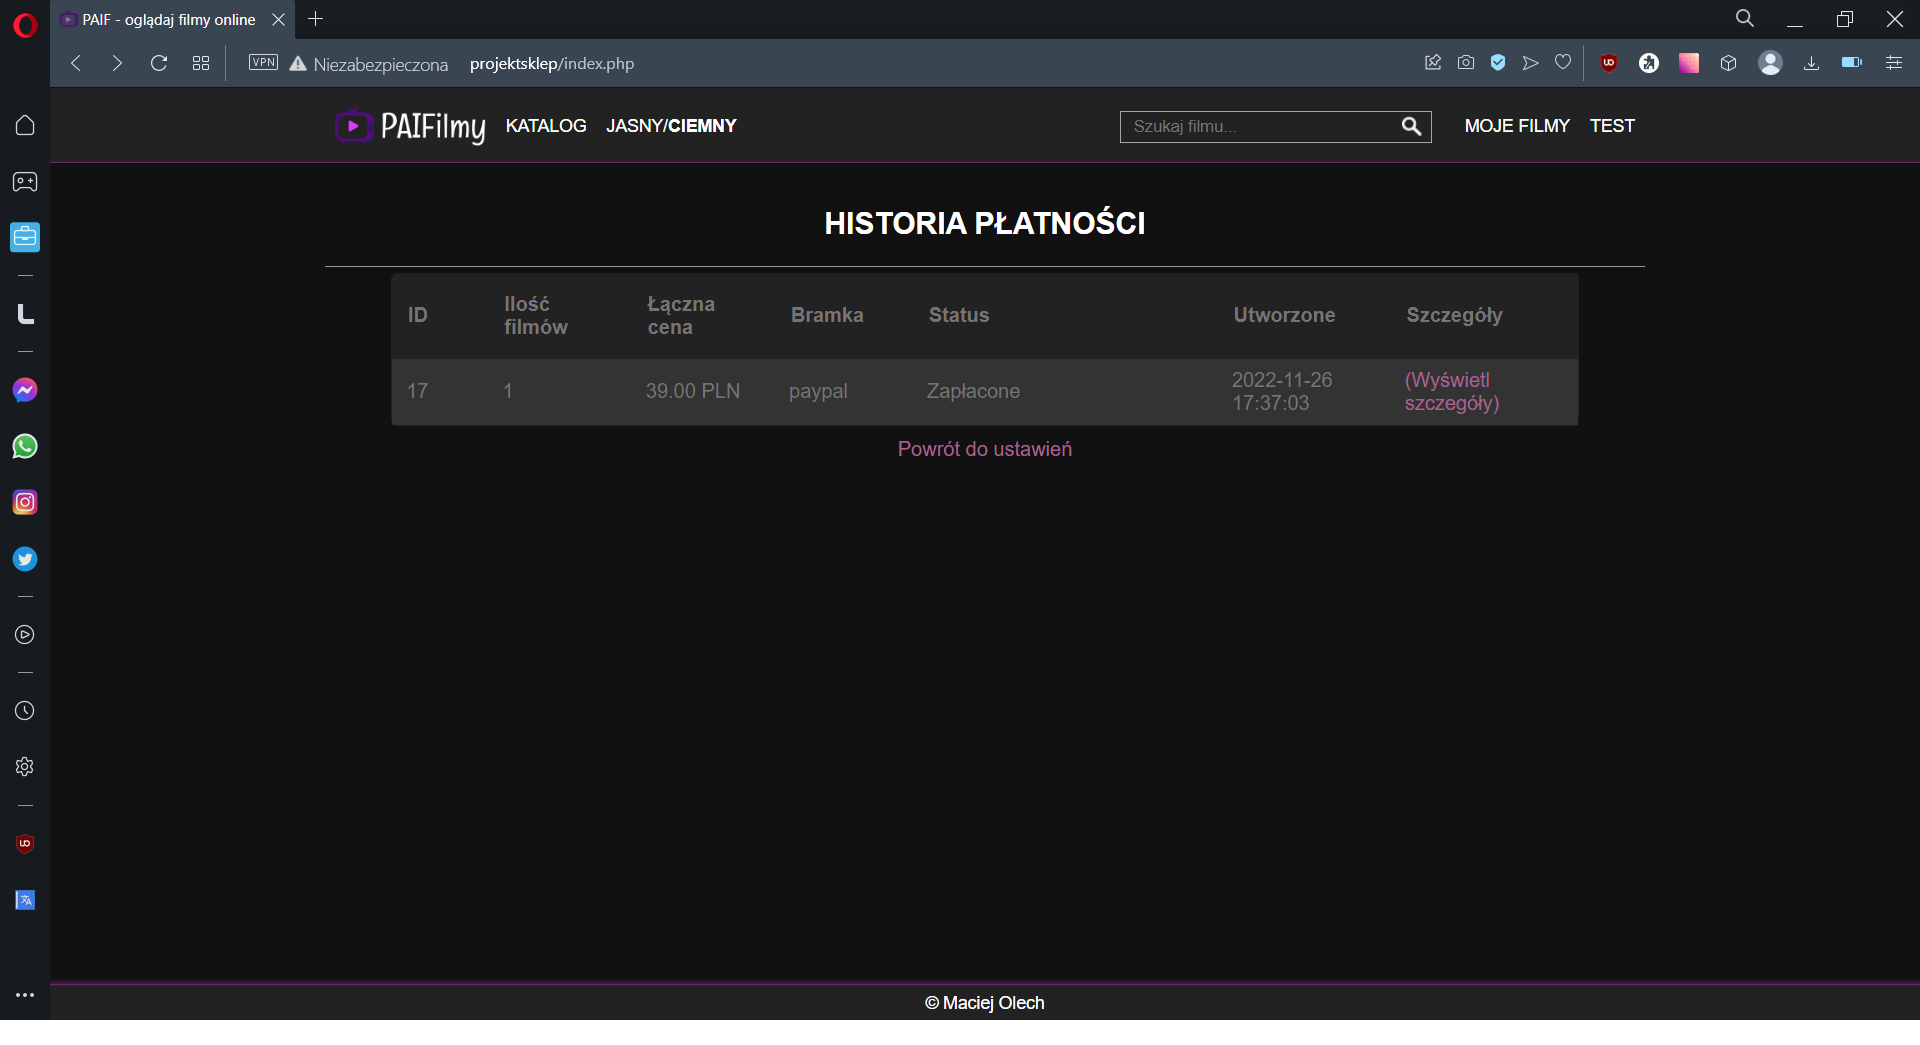 PAIF - oglądaj filmy online
VPN Niezabezpieczona projektsklep/index.php
PAIFilmy KATALOG JASNY/CIEMNY Szukaj filmu... MOJE FILMY TEST
HISTORIA PŁATNOŚCI
ID Ilość filmów Łączna cena Bramka Status Utworzone Szczegóły
17 1 39.00 PLN paypal Zapłacone 2022-11-26 17:37:03 (Wyświetl szczegóły)
Powrót do ustawień
© Maciej Olech